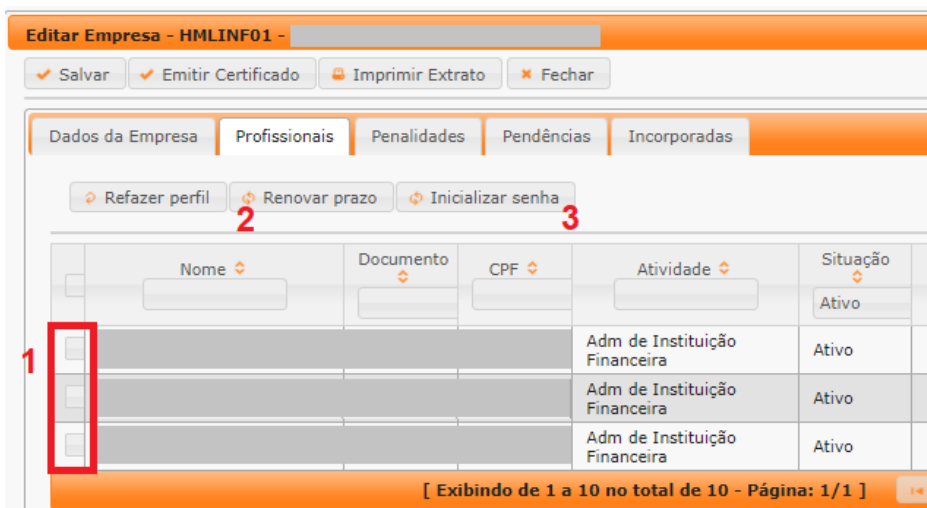 Editar Empresa - HMLINF01 -
Salvar Emitir Certificado Imprimir Extrato Fechar
Dados da Empresa Profissionais Penalidades Pendências Incorporadas
Refazer perfil Renovar prazo Inicializar senha
2 3
Nome Documento CPF Atividade Situação
Ativo
1
Adm de Instituição
Financeira Ativo
Adm de Instituição
Financeira Ativo
Adm de Instituição
Financeira Ativo
[ Exibindo de 1 a 10 no total de 10 - Página: 1/1 ]